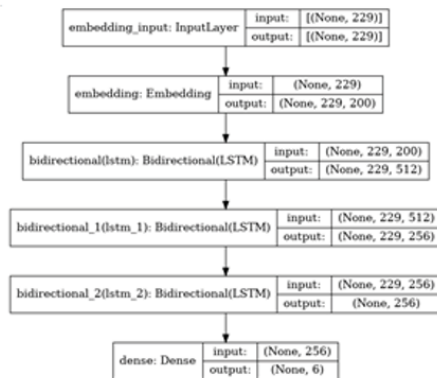 embedding_input: InputLayer input: [(None, 229)]
output: [(None, 229)]
embedding: Embedding input: (None, 229)
output: (None, 229, 200)
bidirectional(lstm): Bidirectional(LSTM) input: (None, 229, 200)
output: (None, 229, 512)
bidirectional_1(lstm_1): Bidirectional(LSTM) input: (None, 229, 512)
output: (None, 229, 256)
bidirectional_2(lstm_2): Bidirectional(LSTM) input: (None, 229, 256)
output: (None, 256)
dense: Dense input: (None, 256)
output: (None, 6)